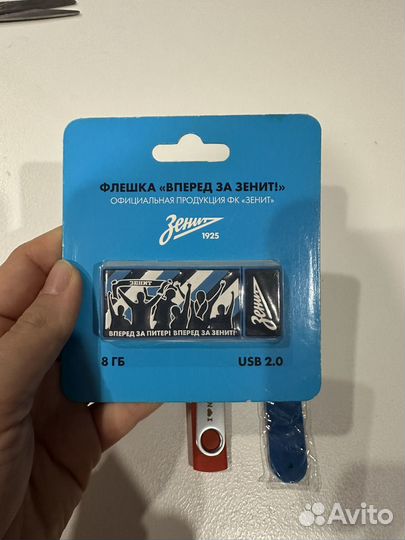 ФЛЕШКА «ВПЕРЕД ЗА ЗЕНИТ!»
ОФИЦИАЛЬНАЯ ПРОДУКЦИЯ ФК «ЗЕНИТ»
Зенит
1925
ЗЕНИТ
Зенит
ВПЕРЕД ЗА ПИТЕР! ВПЕРЕД ЗА ЗЕНИТ!
8 ГБ
USB 2.0
I ❤ N
Avito